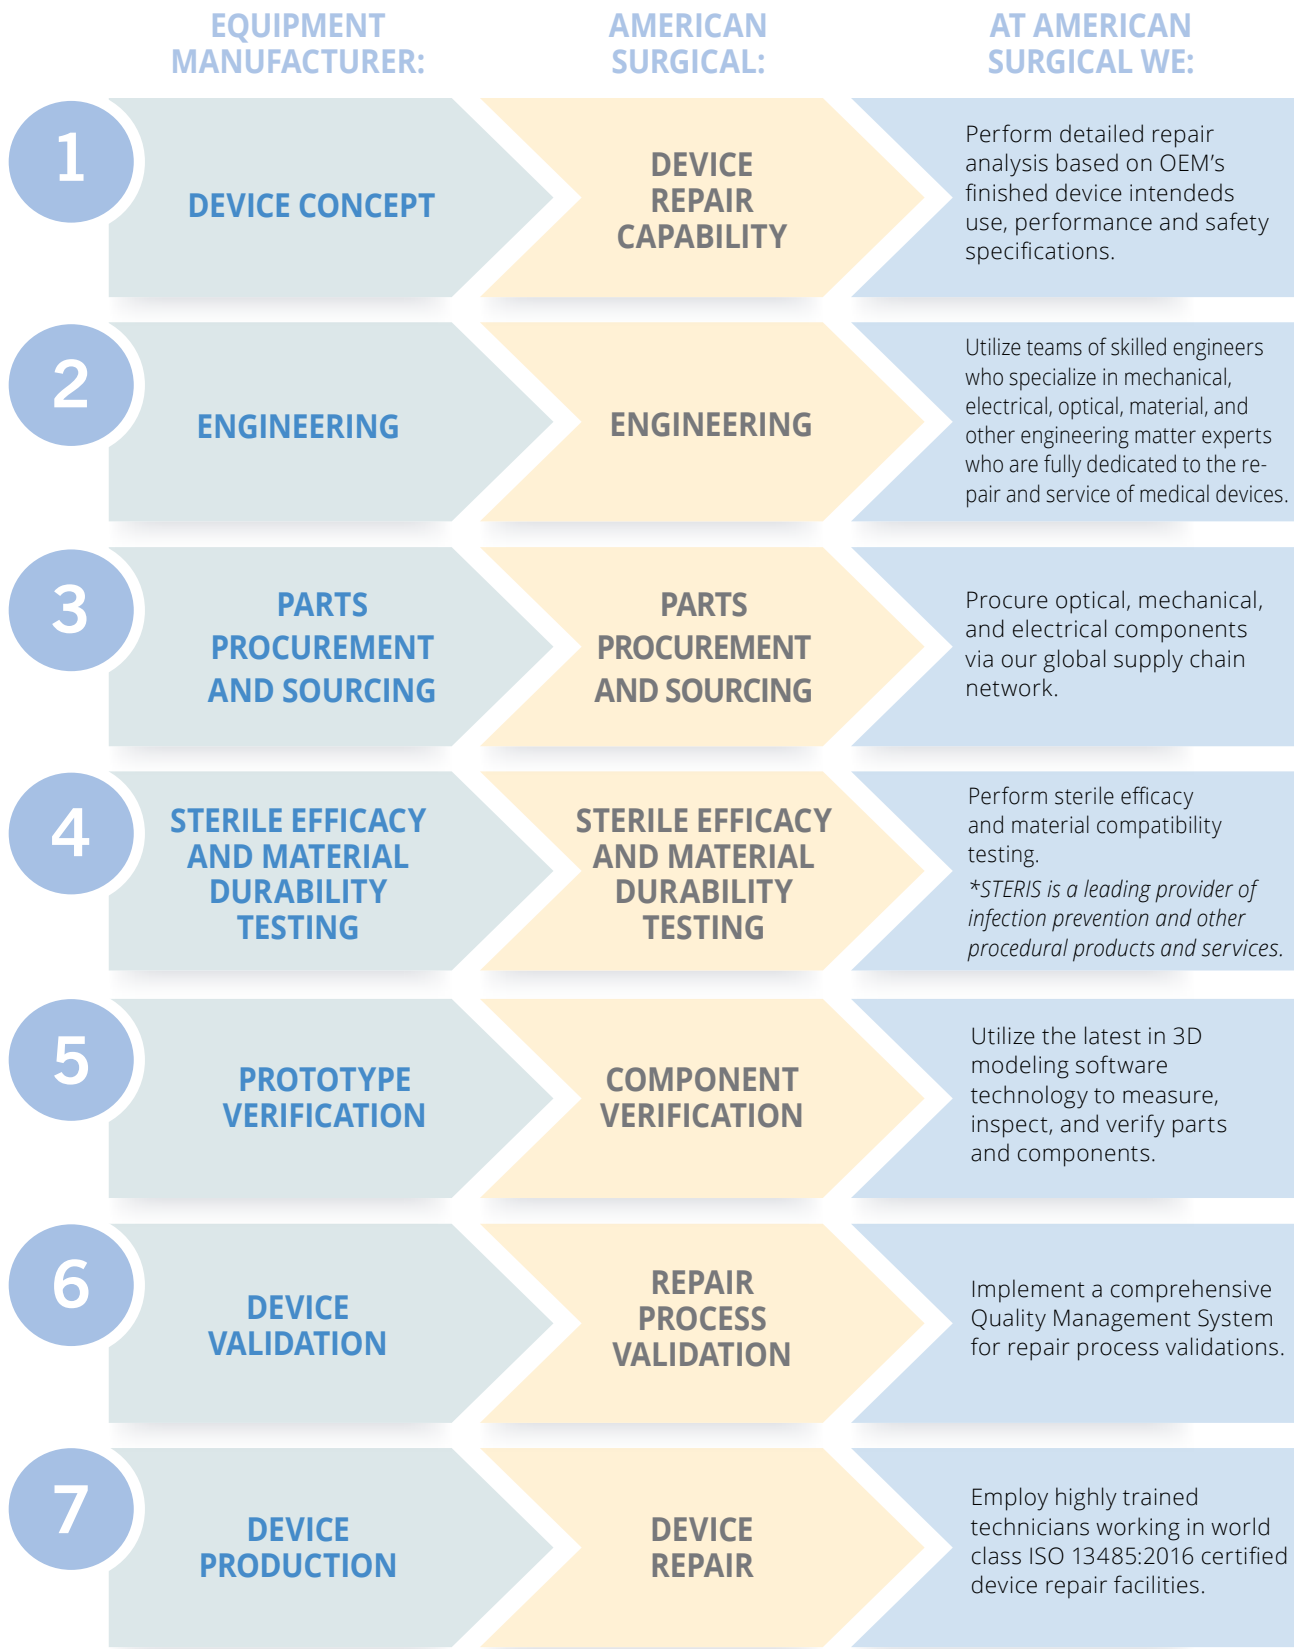 EQUIPMENT
MANUFACTURER:
AMERICAN
SURGICAL:
AT AMERICAN
SURGICAL WE:
1
DEVICE CONCEPT
DEVICE
REPAIR
CAPABILITY
Perform detailed repair
analysis based on OEM’s
finished device intendeds
use, performance and safety
specifications.
2
ENGINEERING
ENGINEERING
Utilize teams of skilled engineers
who specialize in mechanical,
electrical, optical, material, and
other engineering matter experts
who are fully dedicated to the re-
pair and service of medical devices.
3
PARTS
PROCUREMENT
AND SOURCING
PARTS
PROCUREMENT
AND SOURCING
Procure optical, mechanical,
and electrical components
via our global supply chain
network.
4
STERILE EFFICACY
AND MATERIAL
DURABILITY
TESTING
STERILE EFFICACY
AND MATERIAL
DURABILITY
TESTING
Perform sterile efficacy
and material compatibility
testing.
*STERIS is a leading provider of
infection prevention and other
procedural products and services.
5
PROTOTYPE
VERIFICATION
COMPONENT
VERIFICATION
Utilize the latest in 3D
modeling software
technology to measure,
inspect, and verify parts
and components.
6
DEVICE
VALIDATION
REPAIR
PROCESS
VALIDATION
Implement a comprehensive
Quality Management System
for repair process validations.
7
DEVICE
PRODUCTION
DEVICE
REPAIR
Employ highly trained
technicians working in world
class ISO 13485:2016 certified
device repair facilities.